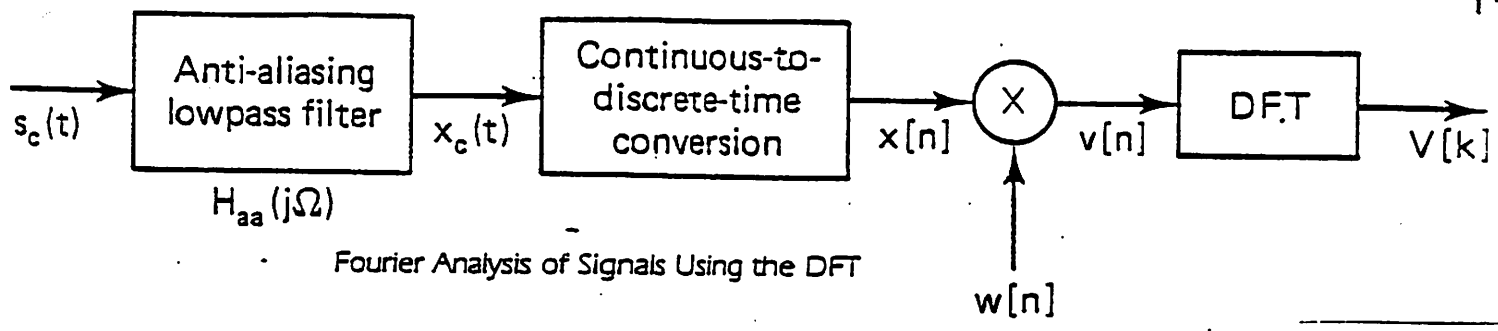 Anti-aliasing
lowpass filter
Continuous-to-
discrete-time
conversion
X
DFT
s_c(t)
x_c(t)
x[n]
v[n]
V[k]
H_aa(jΩ)
w[n]
Fourier Analysis of Signals Using the DFT